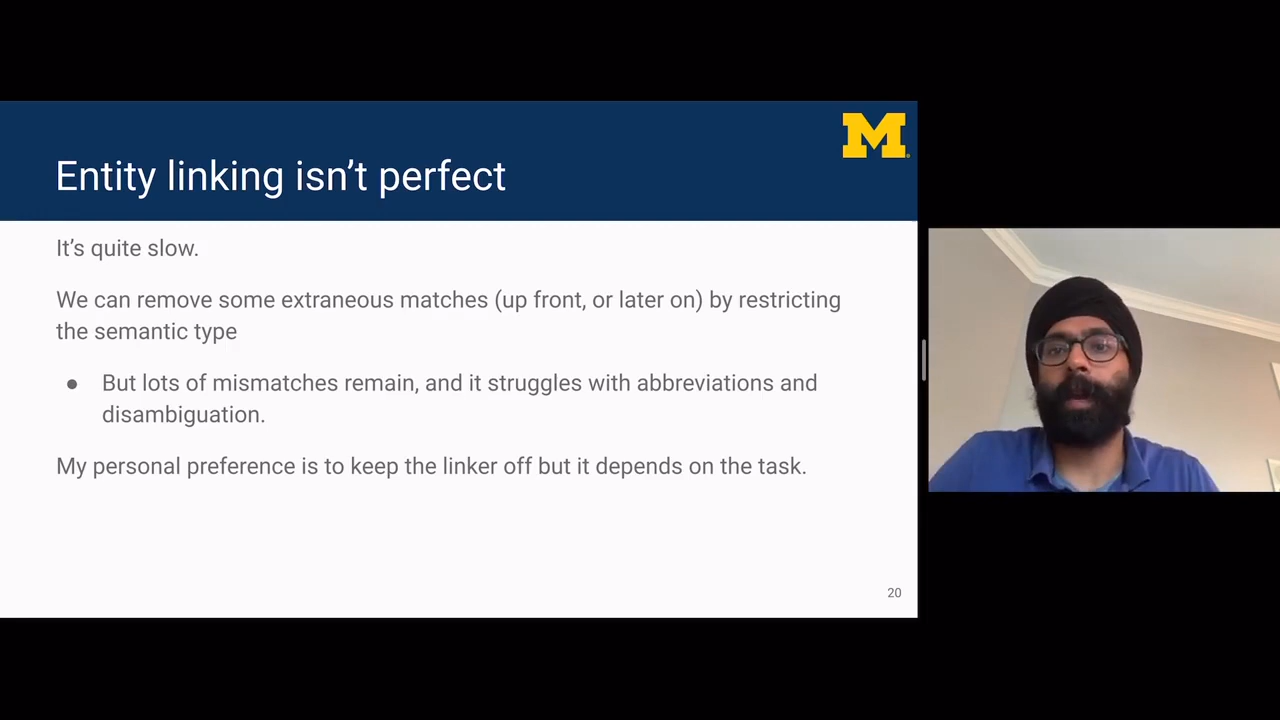 M
Entity linking isn’t perfect
It’s quite slow.
We can remove some extraneous matches (up front, or later on) by restricting
the semantic type
● But lots of mismatches remain, and it struggles with abbreviations and
disambiguation.
My personal preference is to keep the linker off but it depends on the task.
20